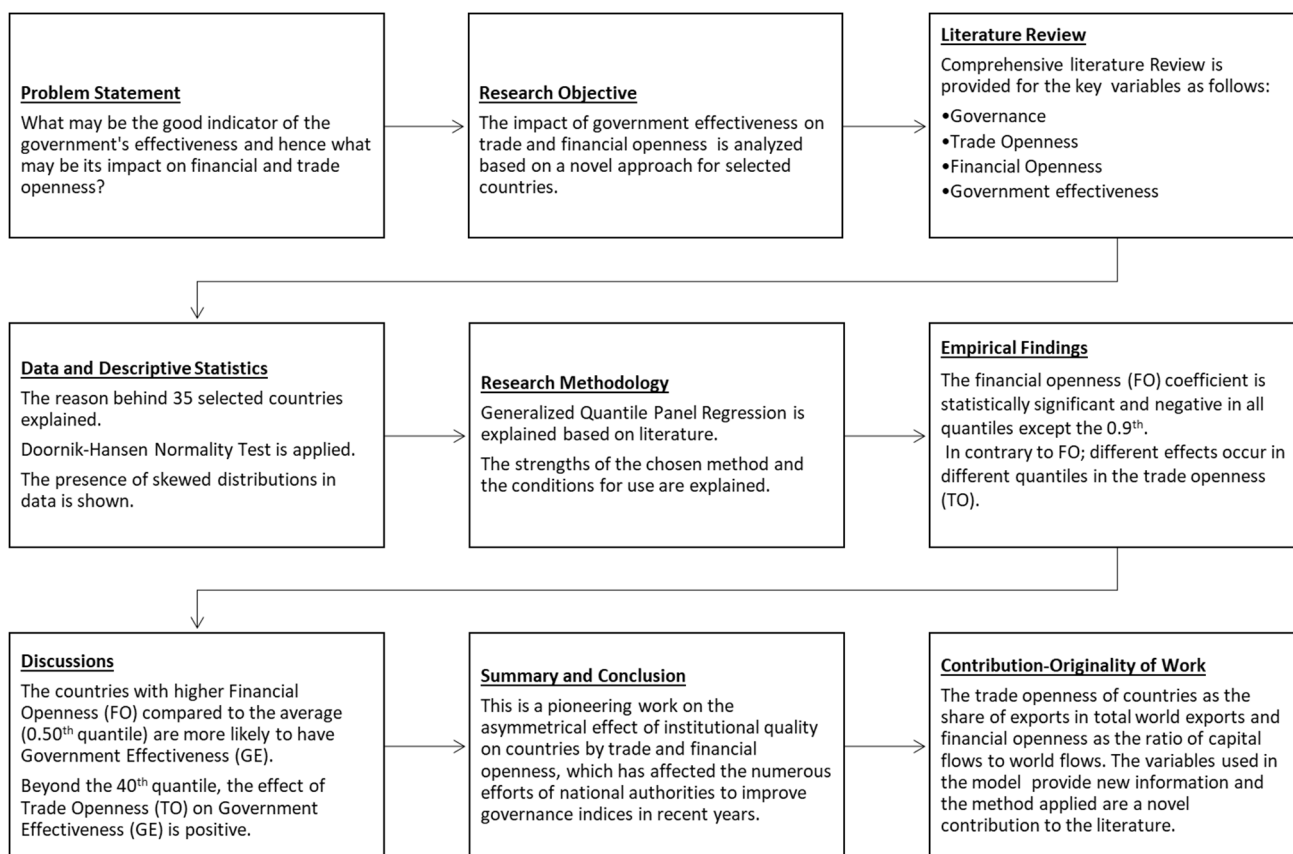 Problem Statement
What may be the good indicator of the
government's effectiveness and hence what
may be its impact on financial and trade
openness?
Research Objective
The impact of government effectiveness on
trade and financial openness is analyzed
based on a novel approach for selected
countries.
Literature Review
Comprehensive literature Review is
provided for the key variables as follows:
•Governance
•Trade Openness
•Financial Openness
•Government effectiveness
Data and Descriptive Statistics
The reason behind 35 selected countries
explained.
Doornik-Hansen Normality Test is applied.
The presence of skewed distributions in
data is shown.
Research Methodology
Generalized Quantile Panel Regression is
explained based on literature.
The strengths of the chosen method and
the conditions for use are explained.
Empirical Findings
The financial openness (FO) coefficient is
statistically significant and negative in all
quantiles except the 0.9th.
In contrary to FO; different effects occur in
different quantiles in the trade openness
(TO).
Discussions
The countries with higher Financial
Openness (FO) compared to the average
(0.50th quantile) are more likely to have
Government Effectiveness (GE).
Beyond the 40th quantile, the effect of
Trade Openness (TO) on Government
Effectiveness (GE) is positive.
Summary and Conclusion
This is a pioneering work on the
asymmetrical effect of institutional quality
on countries by trade and financial
openness, which has affected the numerous
efforts of national authorities to improve
governance indices in recent years.
Contribution-Originality of Work
The trade openness of countries as the
share of exports in total world exports and
financial openness as the ratio of capital
flows to world flows. The variables used in
the model provide new information and
the method applied are a novel
contribution to the literature.